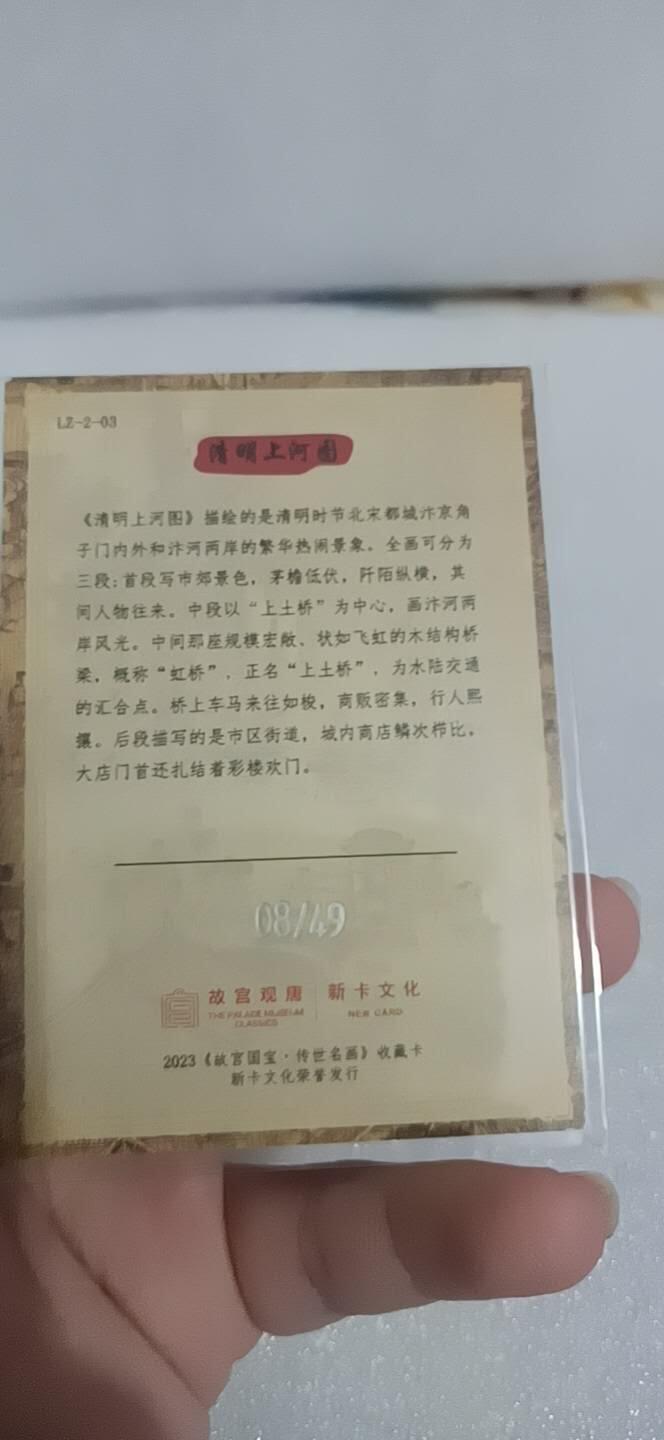 LZ-2-03
清明上河图
《清明上河图》描绘的是清明时节北宋都城汴京角
子门内外和汴河两岸的繁华热闹景象。全画可分为
三段:首段写市郊景色，茅檐低伏，阡陌纵横，其
间人物往来。中段以“上土桥”为中心，画汴河两
岸风光。中间那座规模宏敞、状如飞虹的木结构桥
梁，概称“虹桥”，正名“上土桥”，为水陆交通
的汇合点。桥上车马来往如梭，商贩密集，行人熙
攘。后段描写的是市区街道，城内商店鳞次栉比，
大店门首还扎结着彩楼欢门。
08/49
故宫观唐 新卡文化
THE PALACE MUSEUM NEW CARD
CLASSICS
2023《故宫国宝·传世名画》收藏卡
新卡文化荣誉发行